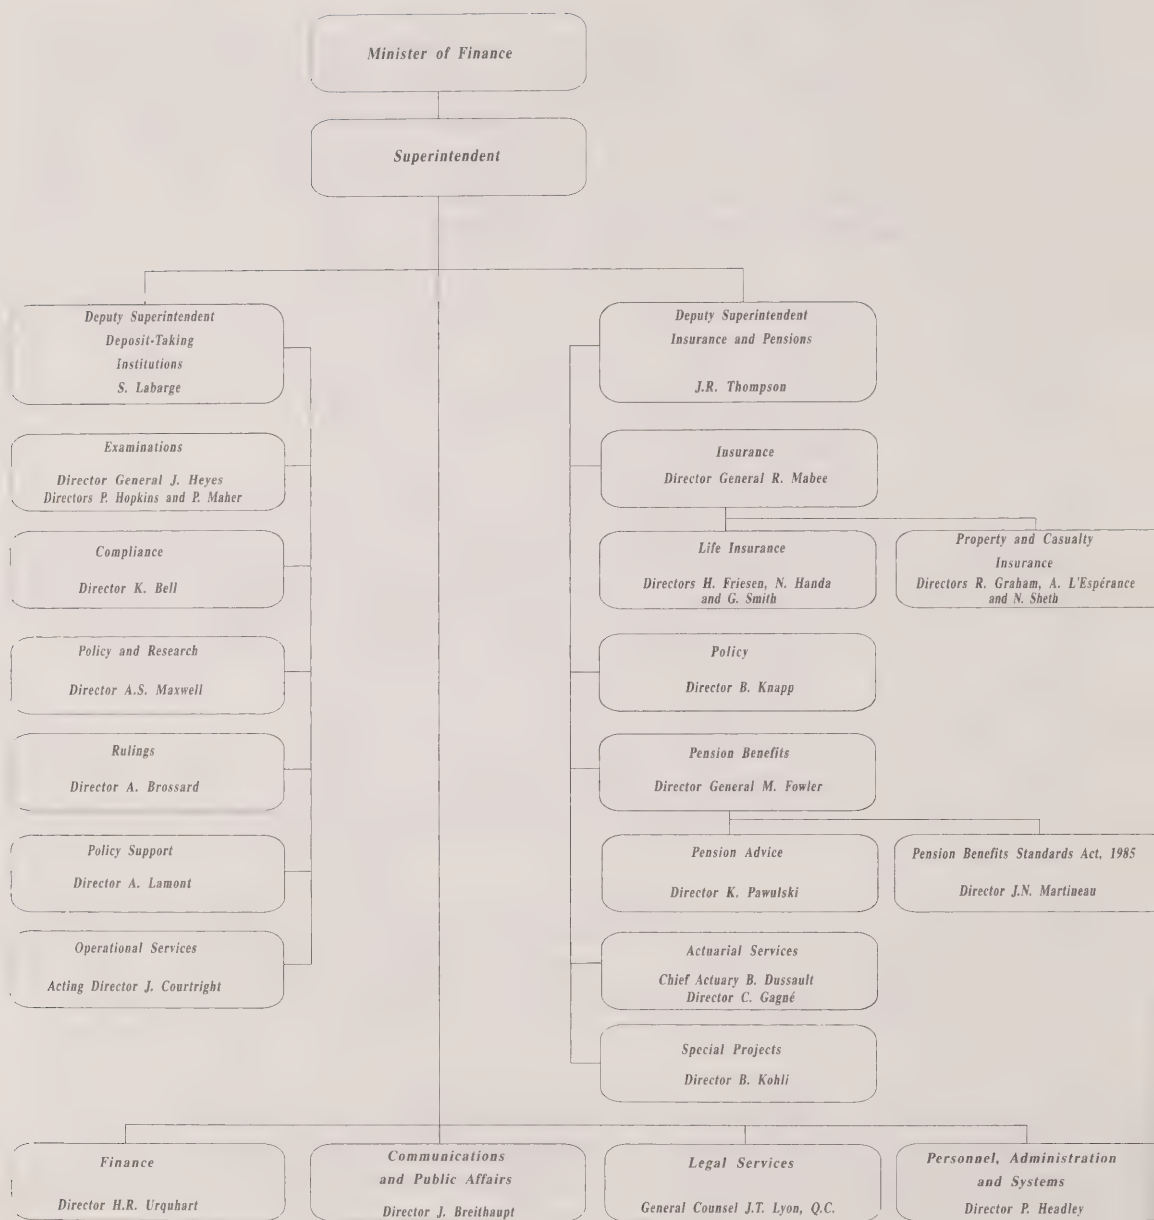 Minister of Finance
Superintendent
Deputy Superintendent
Deposit-Taking
Institutions
S. Labarge
Examinations
Director General J. Heyes
Directors P. Hopkins and P. Maher
Compliance
Director K. Bell
Policy and Research
Director A.S. Maxwell
Rulings
Director A. Brossard
Policy Support
Director A. Lamont
Operational Services
Acting Director J. Courtright
Deputy Superintendent
Insurance and Pensions
J.R. Thompson
Insurance
Director General R. Mabee
Life Insurance
Directors H. Friesen, N. Handa
and G. Smith
Property and Casualty
Insurance
Directors R. Graham, A. L'Espérance
and N. Sheth
Policy
Director B. Knapp
Pension Benefits
Director General M. Fowler
Pension Advice
Director K. Pawulski
Pension Benefits Standards Act, 1985
Director J.N. Martineau
Actuarial Services
Chief Actuary B. Dussault
Director C. Gagné
Special Projects
Director B. Kohli
Finance
Director H.R. Urquhart
Communications
and Public Affairs
Director J. Breithaupt
Legal Services
General Counsel J.T. Lyon, Q.C.
Personnel, Administration
and Systems
Director P. Headley